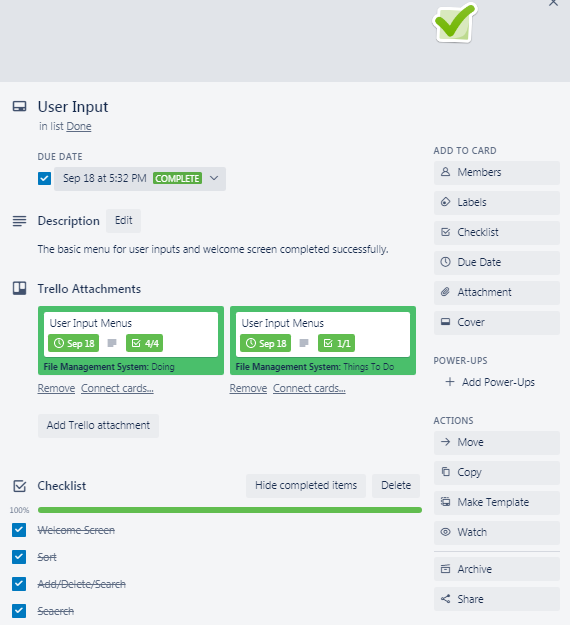 User Input
in list Done
DUE DATE
Sep 18 at 5:32 PM COMPLETE
Description Edit
The basic menu for user inputs and welcome screen completed successfully.
Trello Attachments
User Input Menus
Sep 18 4/4
File Management System: Doing
Remove Connect cards...
User Input Menus
Sep 18 1/1
File Management System: Things To Do
Remove Connect cards...
Add Trello attachment
Checklist Hide completed items Delete
100%
Welcome Screen
Sort
Add/Delete/Search
Seaerch
ADD TO CARD
Members
Labels
Checklist
Due Date
Attachment
Cover
POWER-UPS
+ Add Power-Ups
ACTIONS
Move
Copy
Make Template
Watch
Archive
Share